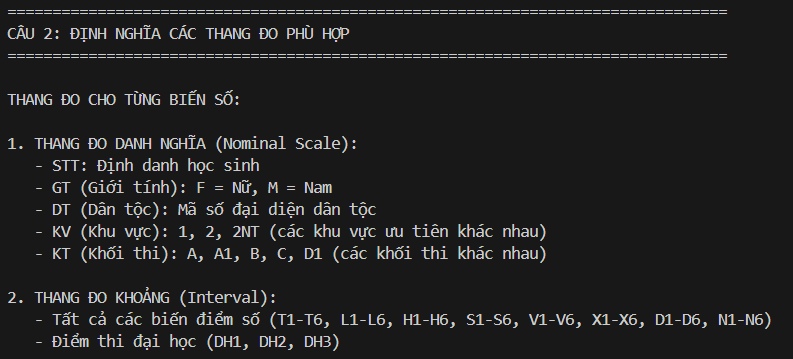 ================================================================================
CÂU 2: ĐỊNH NGHĨA CÁC THANG ĐO PHÙ HỢP
================================================================================
THANG ĐO CHO TỪNG BIẾN SỐ:
1. THANG ĐO DANH NGHĨA (Nominal Scale):
- STT: Định danh học sinh
- GT (Giới tính): F = Nữ, M = Nam
- DT (Dân tộc): Mã số đại diện dân tộc
- KV (Khu vực): 1, 2, 2NT (các khu vực ưu tiên khác nhau)
- KT (Khối thi): A, A1, B, C, D1 (các khối thi khác nhau)
2. THANG ĐO KHOẢNG (Interval):
- Tất cả các biến điểm số (T1-T6, L1-L6, H1-H6, S1-S6, V1-V6, X1-X6, D1-D6, N1-N6)
- Điểm thi đại học (DH1, DH2, DH3)